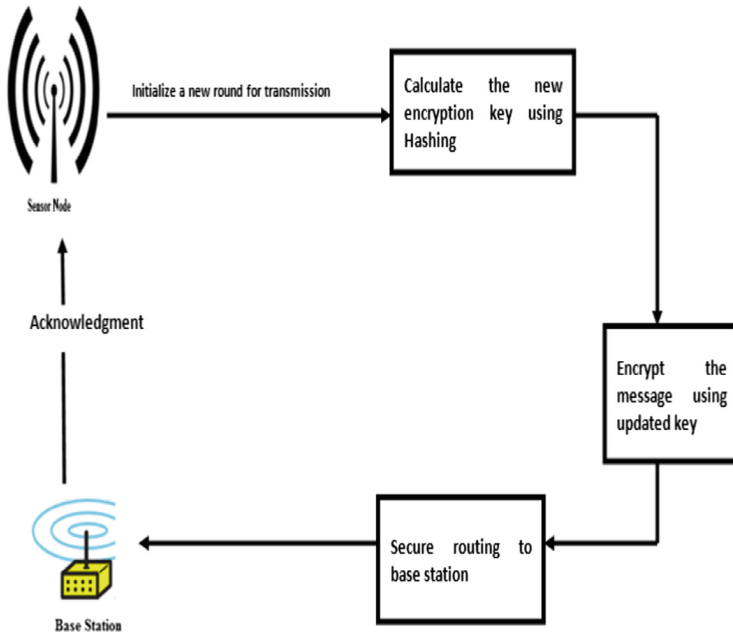 Initialize a new round for transmission
Calculate the new
encryption key using
Hashing
Sensor Node
Acknowledgment
Encrypt the
message using
updated key
Secure routing to
base station
Base Station